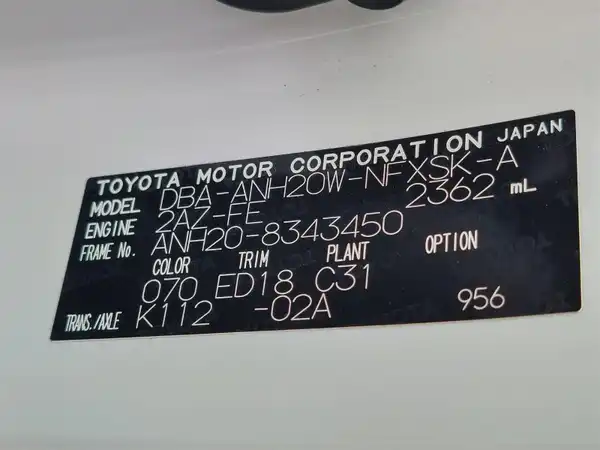 TOYOTA MOTOR CORPORATION JAPAN
MODEL DBA-ANH20W-NFXSK-A
ENGINE 2AZ-FE 2362 mL
FRAME No. ANH20-8343450
COLOR TRIM PLANT OPTION
070 ED18 C31
TRANS./AXLE K112 -02A 956